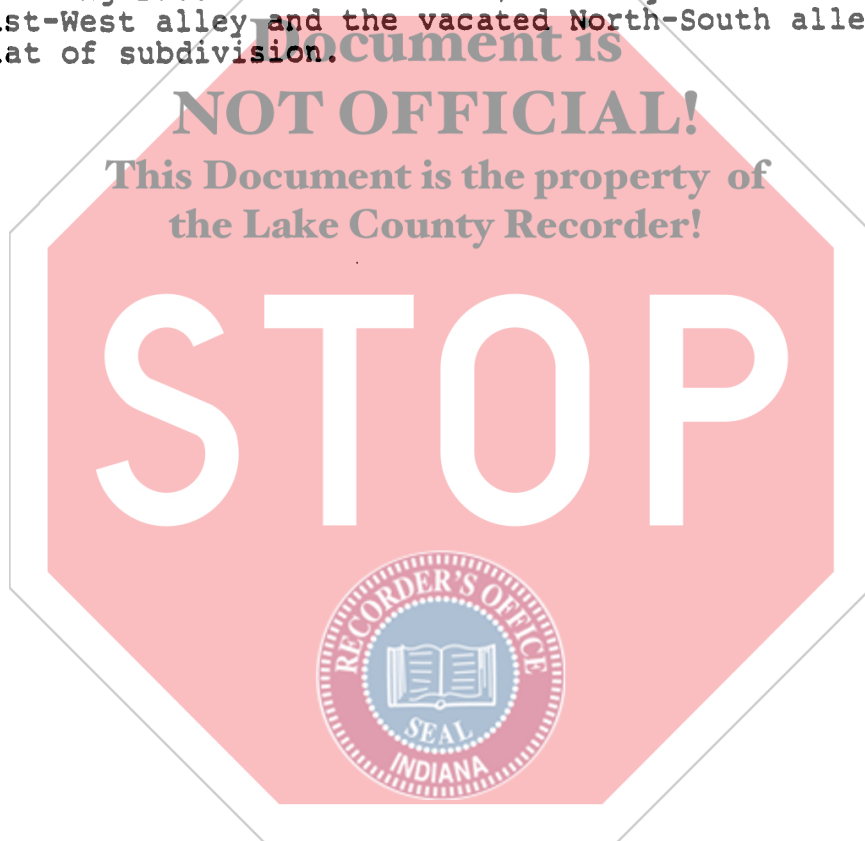 st-West alley and the vacated North-South alle
at of subdivision.
Document is
NOT OFFICIAL!
This Document is the property of
the Lake County Recorder!
STOP
RECORDER'S OFFICE
SEAL
INDIANA